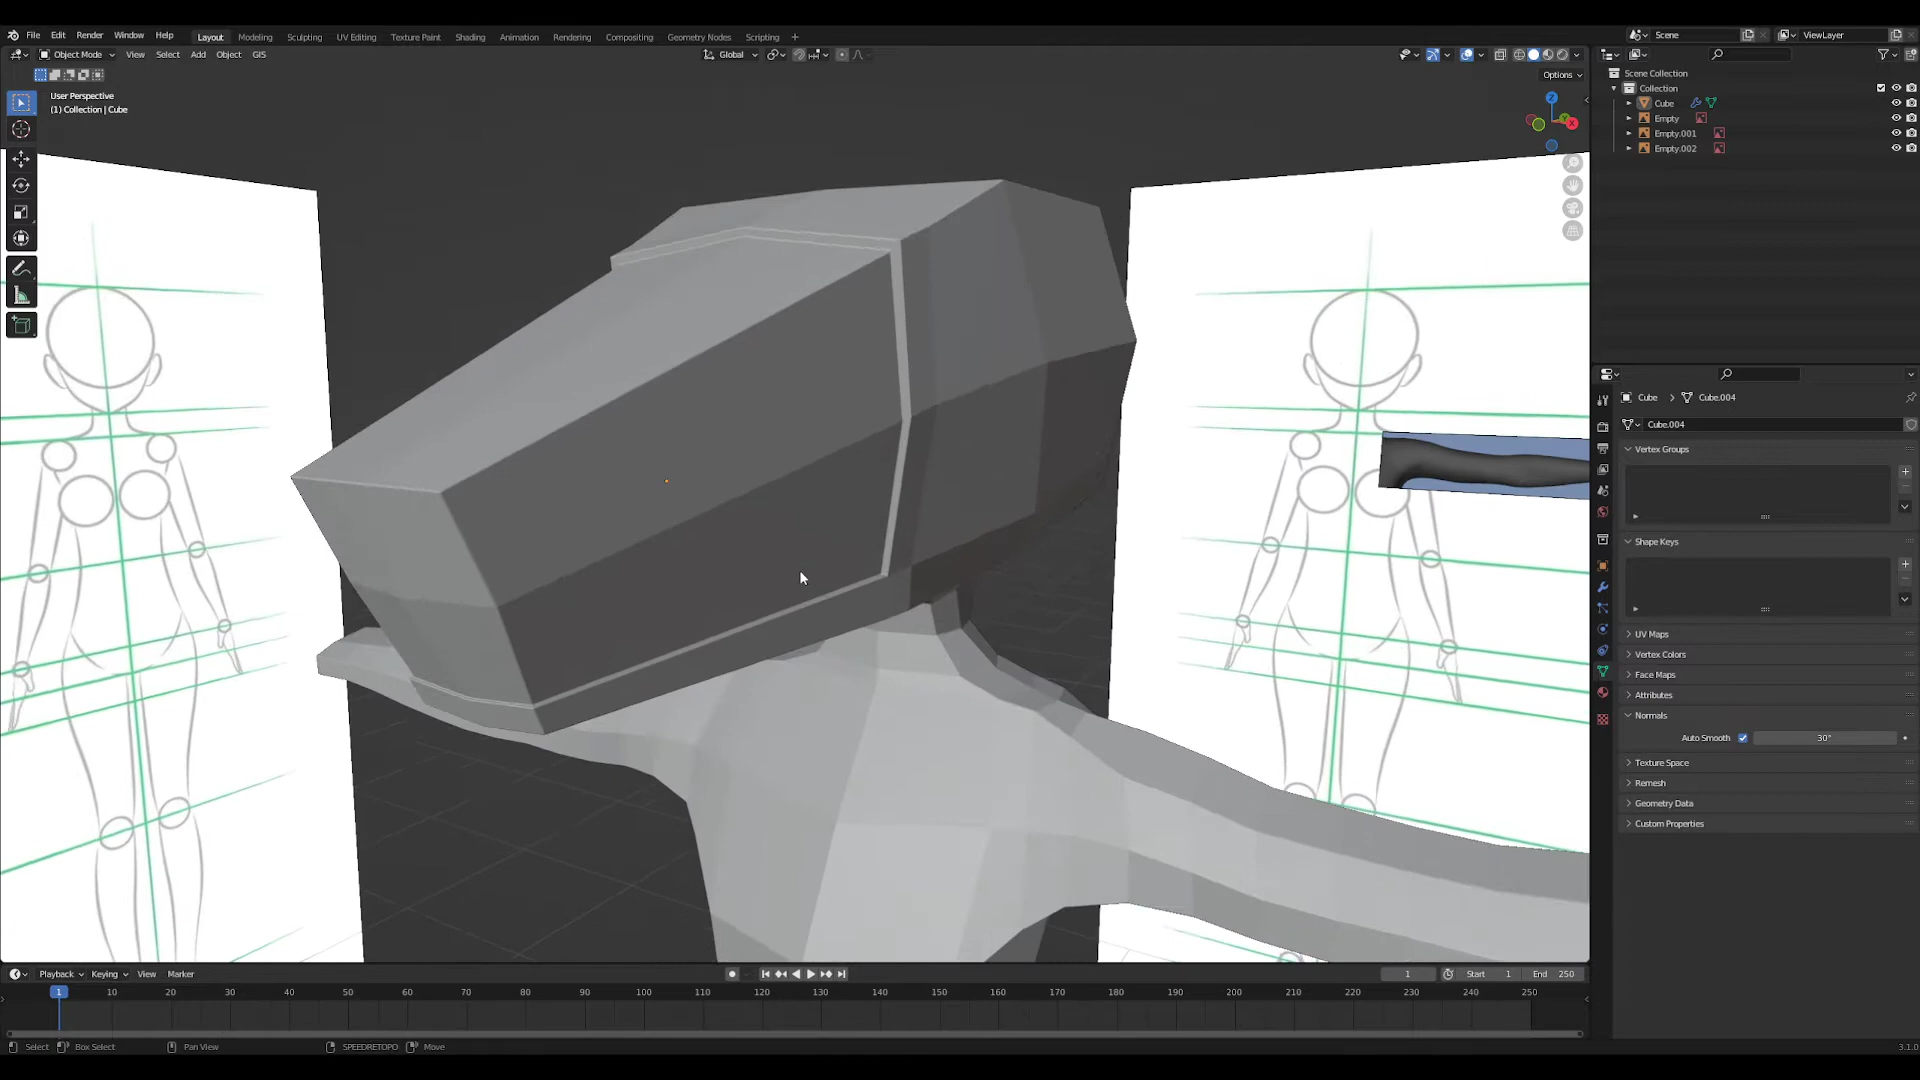 File Edit Render Window Help Layout Modeling Sculpting UV Editing Texture Paint Shading Animation Rendering Compositing Geometry Nodes Scripting + Scene ViewLayer
Object Mode View Select Add Object GIS Global
Options
User Perspective
(1) Collection | Cube
Z
Y
X
Scene Collection
Collection
Cube
Empty
Empty.001
Empty.002
Cube > Cube.004
Cube.004
Vertex Groups
Shape Keys
UV Maps
Vertex Colors
Face Maps
Attributes
Normals
Auto Smooth 30°
Texture Space
Remesh
Geometry Data
Custom Properties
Playback Keying View Marker 1 Start 1 End 250
1 10 20 30 40 50 60 70 80 90 100 110 120 130 140 150 160 170 180 190 200 210 220 230 240 250
Select Box Select Pan View SPEEDRETOPO Move 3.1.0